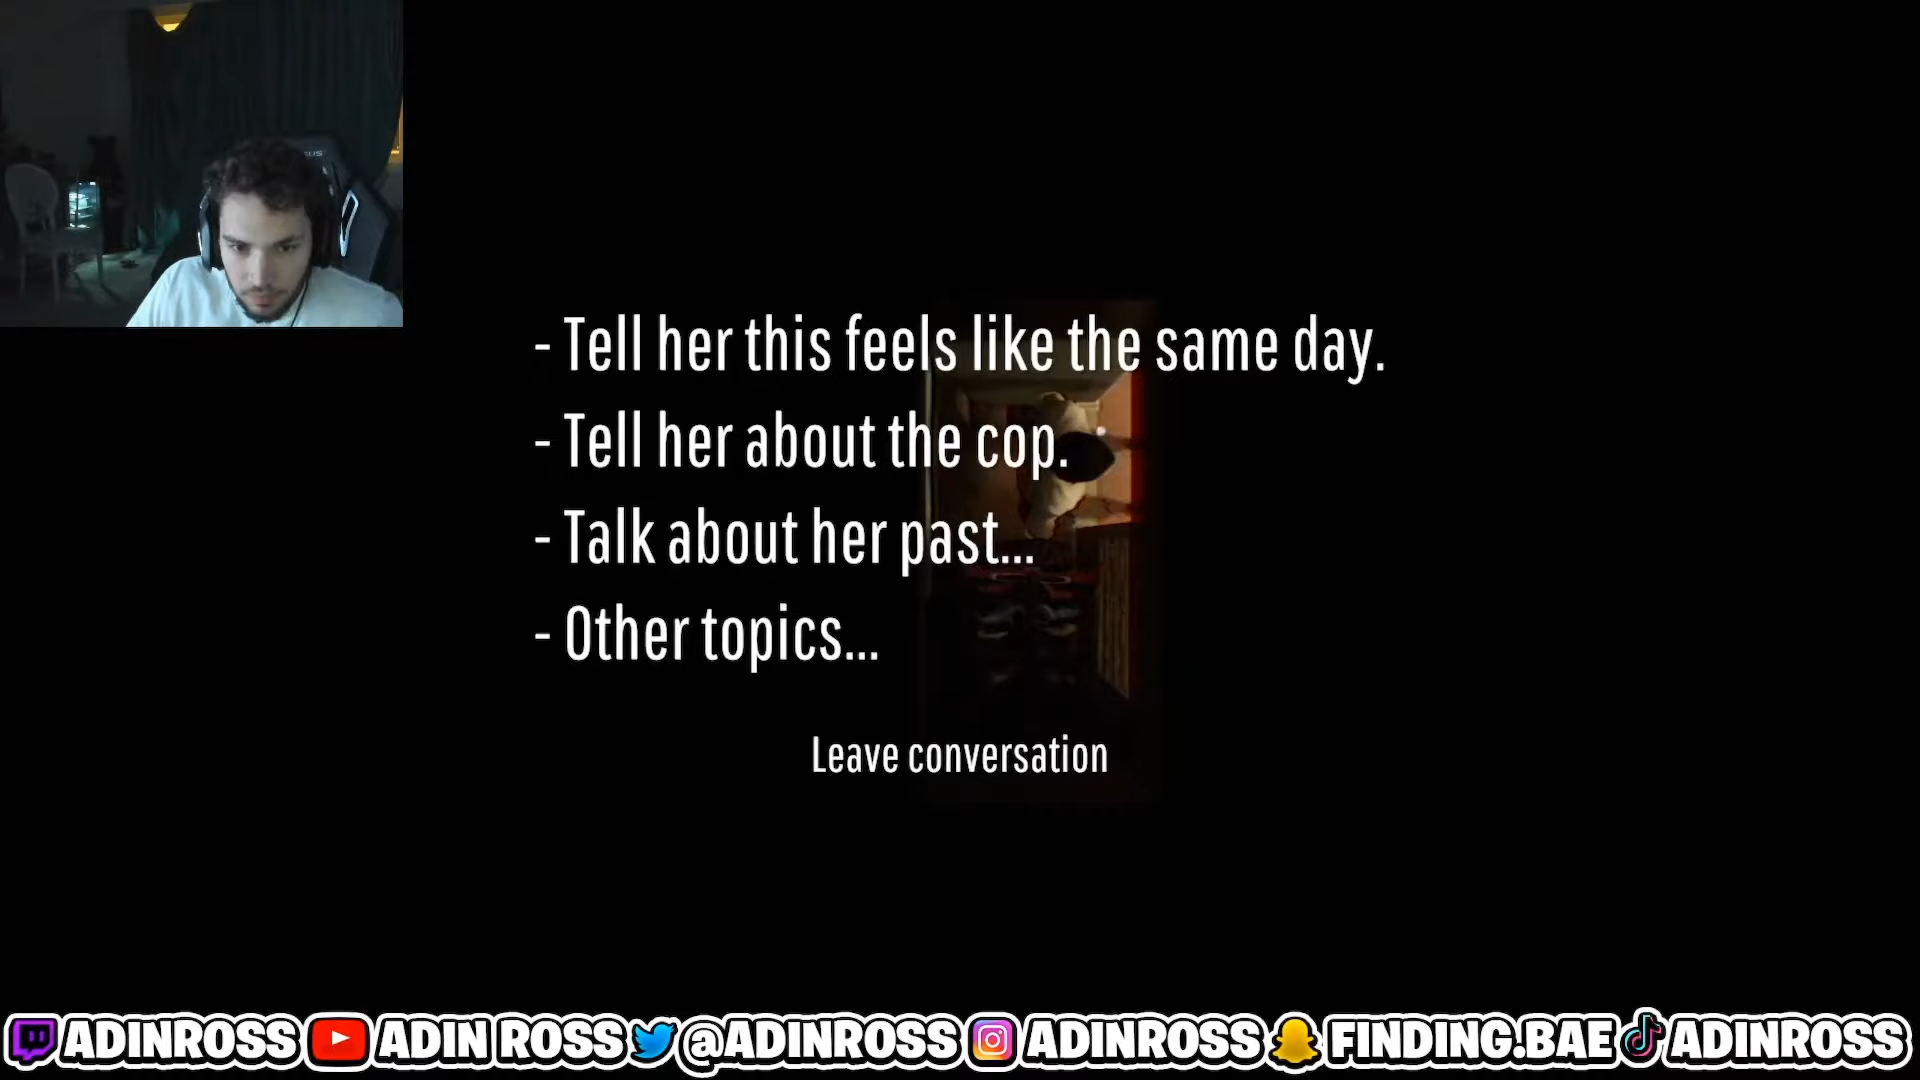 - Tell her this feels like the same day.
- Tell her about the cop.
- Talk about her past...
- Other topics...
Leave conversation
ADINROSS ADIN ROSS @ADINROSS ADINROSS FINDING.BAE ADINROSS